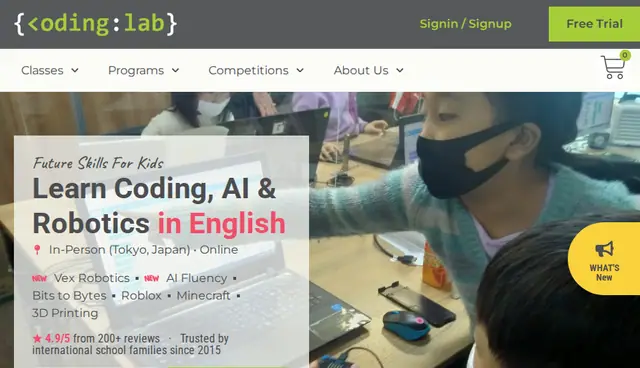 {<oding:lab}
Signin / Signup
Free Trial
Classes
Programs
Competitions
About Us
0
Future Skills For Kids
Learn Coding, AI &
Robotics in English
In-Person (Tokyo, Japan) · Online
NEW Vex Robotics • NEW AI Fluency •
Bits to Bytes • Roblox • Minecraft •
3D Printing
★ 4.9/5 from 200+ reviews · Trusted by
international school families since 2015
WHAT'S
New